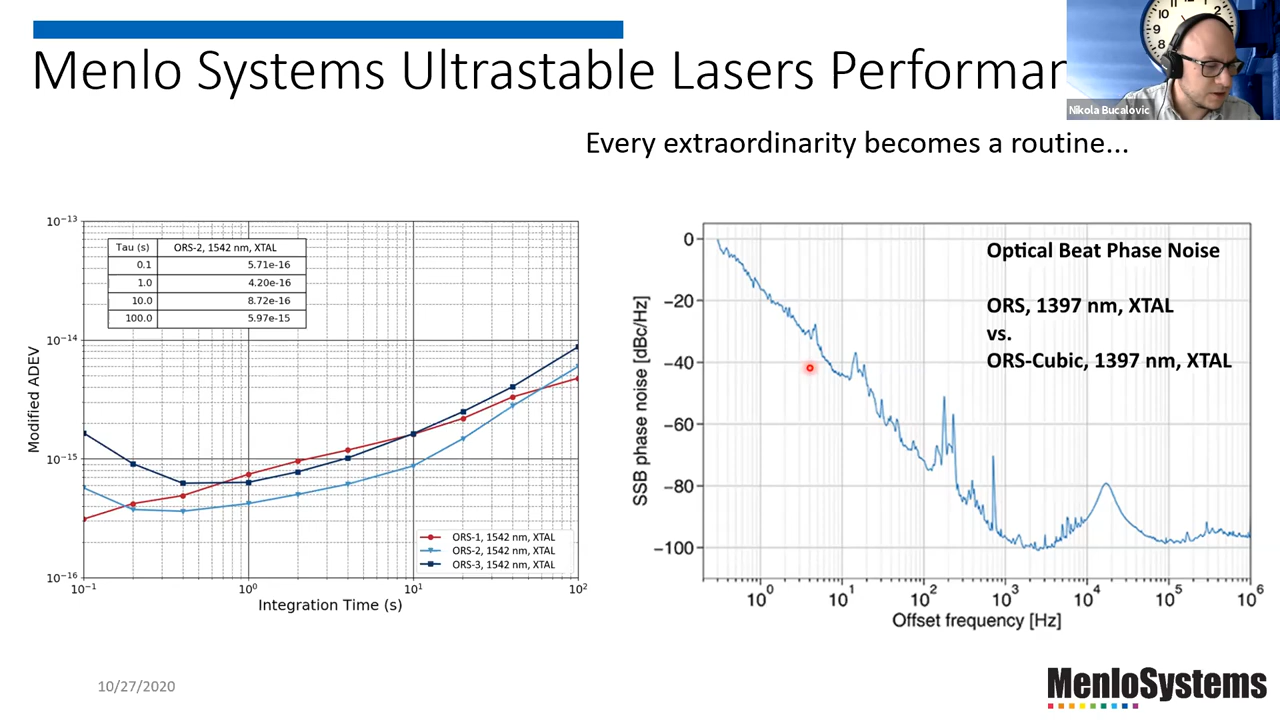 Menlo Systems Ultrastable Lasers Performan
10
2
9
8
Nikola Bucalovic
Every extraordinarity becomes a routine...
10⁻¹³
10⁻¹⁴
10⁻¹⁵
10⁻¹⁶
Modified ADEV
Tau (s) ORS-2, 1542 nm, XTAL
0.1 5.71e-16
1.0 4.20e-16
10.0 8.72e-16
100.0 5.97e-15
ORS-1, 1542 nm, XTAL
ORS-2, 1542 nm, XTAL
ORS-3, 1542 nm, XTAL
10⁻¹ 10⁰ 10¹ 10²
Integration Time (s)
0
−20
−40
−60
−80
−100
SSB phase noise [dBc/Hz]
Optical Beat Phase Noise
ORS, 1397 nm, XTAL
vs.
ORS-Cubic, 1397 nm, XTAL
10⁰ 10¹ 10² 10³ 10⁴ 10⁵ 10⁶
Offset frequency [Hz]
10/27/2020
MenloSystems